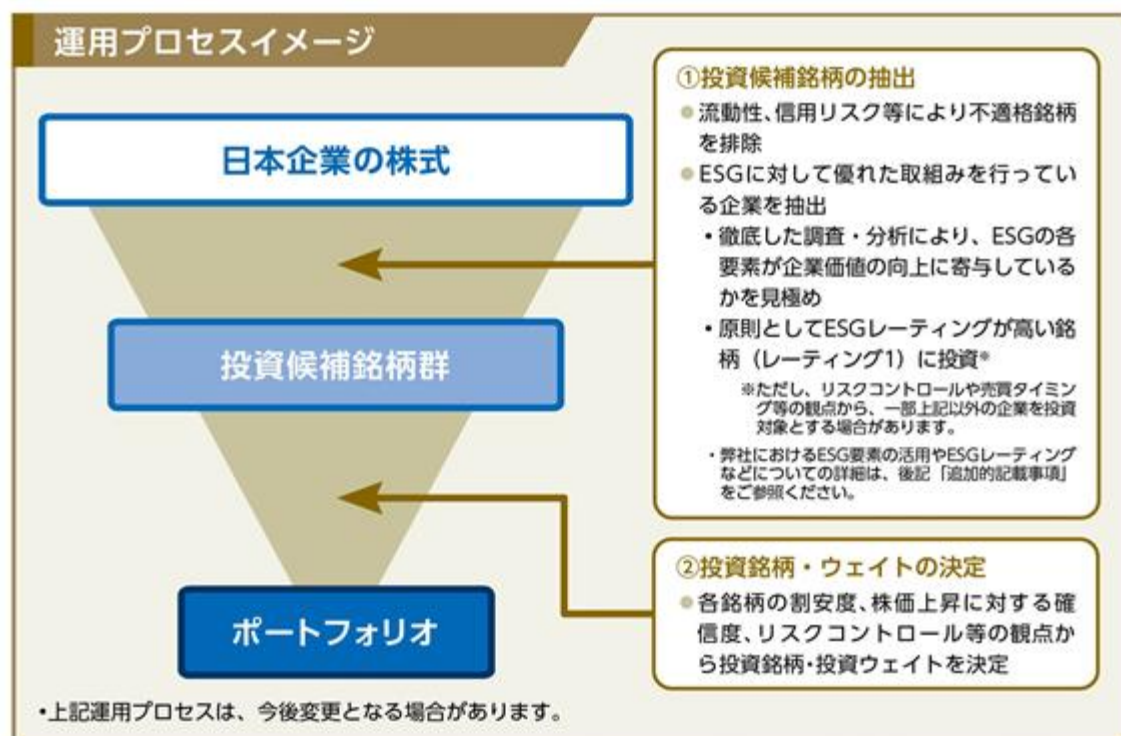 運用プロセスイメージ
日本企業の株式
投資候補銘柄群
ポートフォリオ
①投資候補銘柄の抽出
●流動性、信用リスク等により不適格銘柄
を排除
●ESGに対して優れた取組みを行ってい
る企業を抽出
・徹底した調査・分析により、ESGの各
要素が企業価値の向上に寄与している
かを見極め
・原則としてESGレーティングが高い銘
柄（レーティング1）に投資※
※ただし、リスクコントロールや売買タイミン
グ等の観点から、一部上記以外の企業を投資
対象とする場合があります。
・弊社におけるESG要素の活用やESGレーティング
などについての詳細は、後記「追加的記載事項」
をご参照ください。
②投資銘柄・ウェイトの決定
●各銘柄の割安度、株価上昇に対する確
信度、リスクコントロール等の観点か
ら投資銘柄・投資ウェイトを決定
・上記運用プロセスは、今後変更となる場合があります。